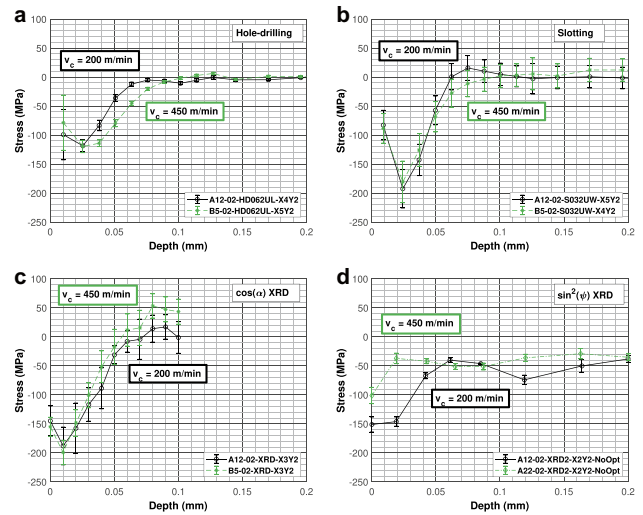 a
100
50
0
-50
-100
-150
-200
-250
Stress (MPa)
0
0.05
0.1
0.15
0.2
Depth (mm)
Hole-drilling
v_c = 200 m/min
v_c = 450 m/min
A12-02-HD062UL-X4Y2
B5-02-HD062UL-X5Y2
b
100
50
0
-50
-100
-150
-200
-250
Stress (MPa)
0
0.05
0.1
0.15
0.2
Depth (mm)
Slotting
v_c = 200 m/min
v_c = 450 m/min
A12-02-S032UW-X5Y2
B5-02-S032UW-X4Y2
c
100
50
0
-50
-100
-150
-200
-250
Stress (MPa)
0
0.05
0.1
0.15
0.2
Depth (mm)
cos(α) XRD
v_c = 450 m/min
v_c = 200 m/min
A12-02-XRD-X3Y2
B5-02-XRD-X3Y2
d
100
50
0
-50
-100
-150
-200
-250
Stress (MPa)
0
0.05
0.1
0.15
0.2
Depth (mm)
sin²(ψ) XRD
v_c = 450 m/min
v_c = 200 m/min
A12-02-XRD2-X2Y2-NoOpt
A22-02-XRD2-X2Y2-NoOpt